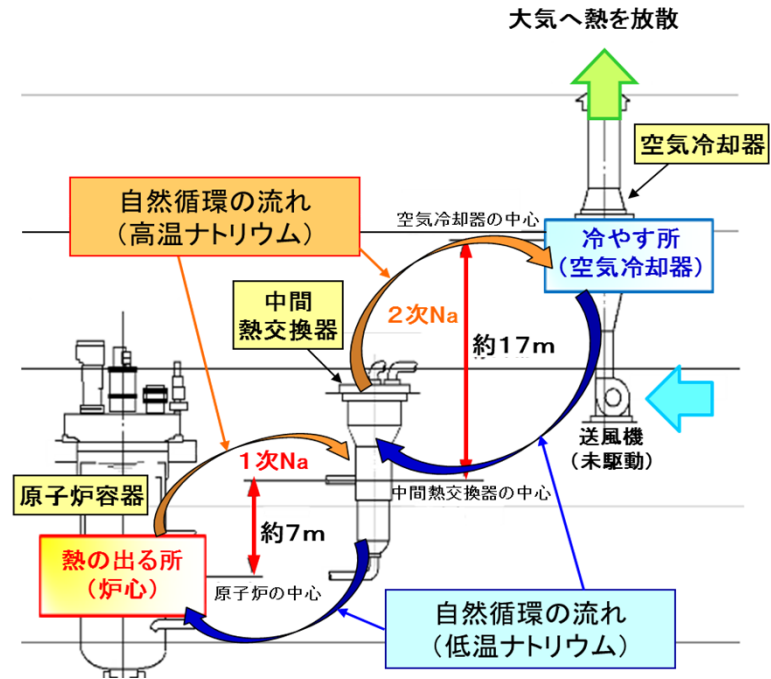 大気へ熱を放散
空気冷却器
自然循環の流れ
(高温ナトリウム)
空気冷却器の中心
冷やす所
(空気冷却器)
中間
熱交換器
2次Na
約17m
送風機
(未駆動)
1次Na
原子炉容器
中間熱交換器の中心
約7m
熱の出る所
(炉心)
原子炉の中心
自然循環の流れ
(低温ナトリウム)